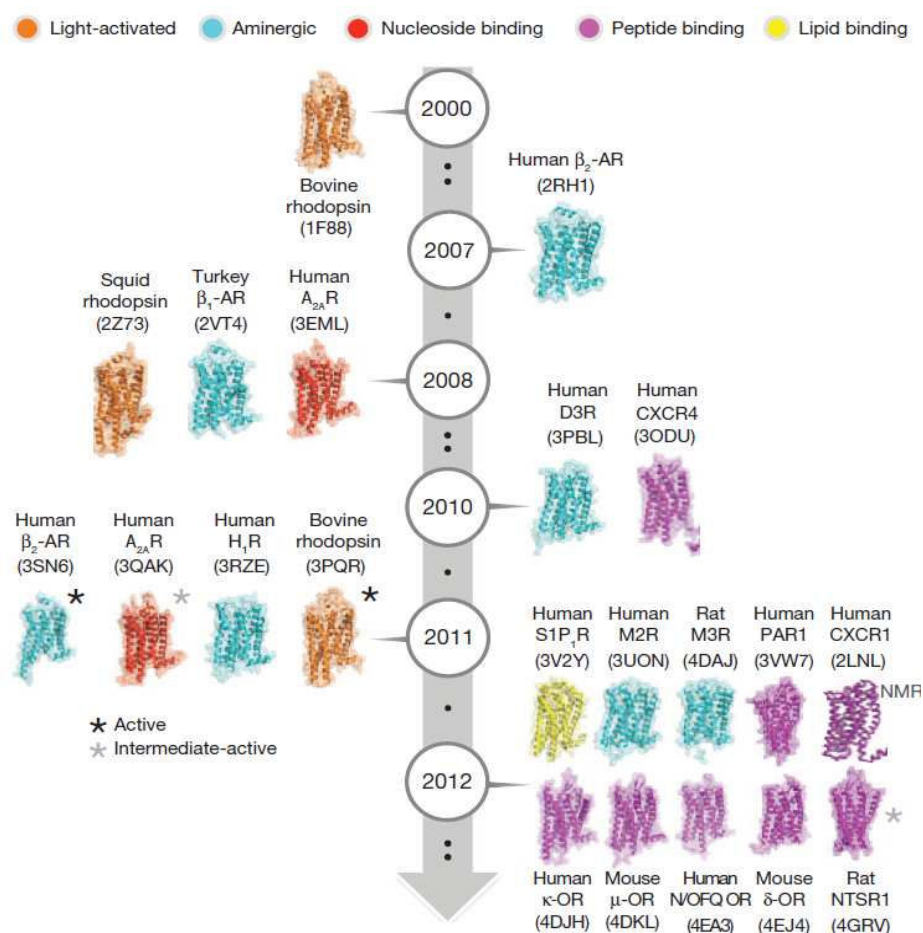 Light-activated
Aminergic
Nucleoside binding
Peptide binding
Lipid binding
2000
Bovine
rhodopsin
(1F88)
Human β₂-AR
(2RH1)
2007
Squid
rhodopsin
(2Z73)
Turkey
β₁-AR
(2VT4)
Human
A₂ₐR
(3EML)
2008
Human
D3R
(3PBL)
Human
CXCR4
(3ODU)
2010
Human
β₂-AR
(3SN6)
Human
A₂ₐR
(3QAK)
Human
H₁R
(3RZE)
Bovine
rhodopsin
(3PQR)
2011
* Active
* Intermediate-active
Human
S1P₁R
(3V2Y)
Human
M2R
(3UON)
Rat
M3R
(4DAJ)
Human
PAR1
(3VW7)
Human
CXCR1
(2LNL)
NMR
2012
Human
κ-OR
(4DJH)
Mouse
μ-OR
(4DKL)
Human
N/OFQ OR
(4EA3)
Mouse
δ-OR
(4EJ4)
Rat
NTSR1
(4GRV)